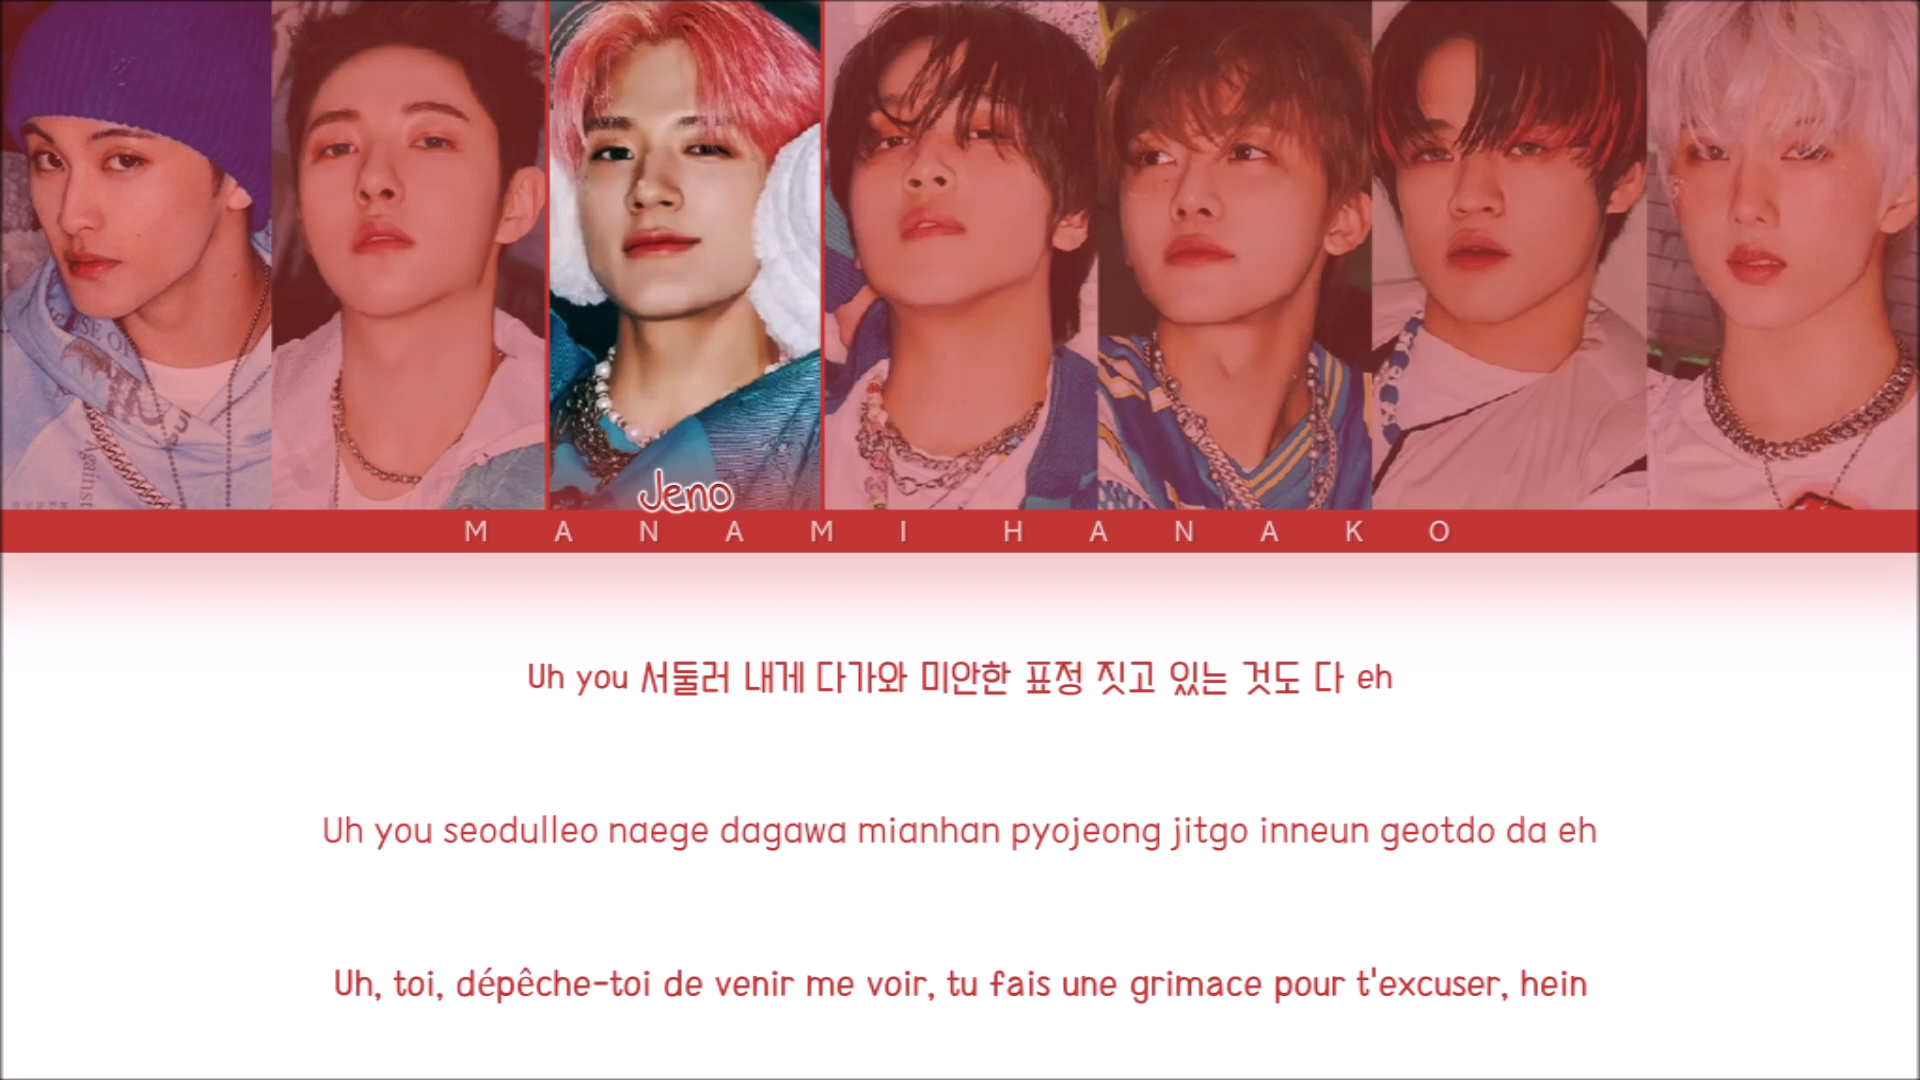 Jeno
MANAMI HANAKO
Uh you 서둘러 내게 다가와 미안한 표정 짓고 있는 것도 다 eh
Uh you seodulleo naege dagawa mianhan pyojeong jitgo inneun geotdo da eh
Uh, toi, dépêche-toi de venir me voir, tu fais une grimace pour t'excuser, hein